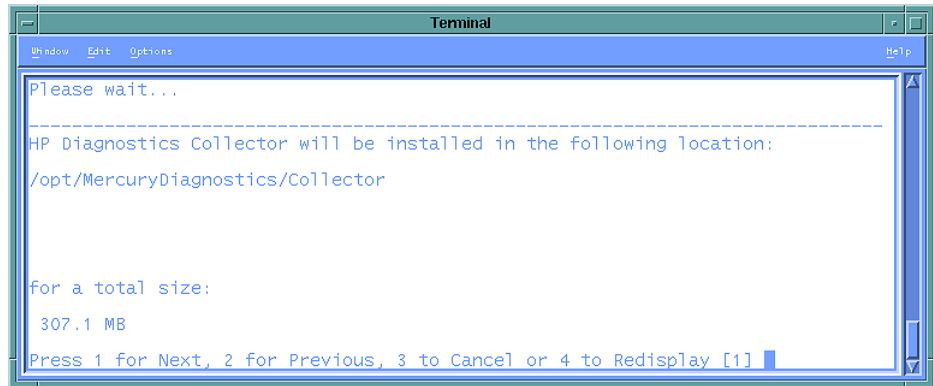 Terminal
Window Edit Options Help
Please wait...
HP Diagnostics Collector will be installed in the following location:
/opt/MercuryDiagnostics/Collector
for a total size:
307.1 MB
Press 1 for Next, 2 for Previous, 3 to Cancel or 4 to Redisplay [1]